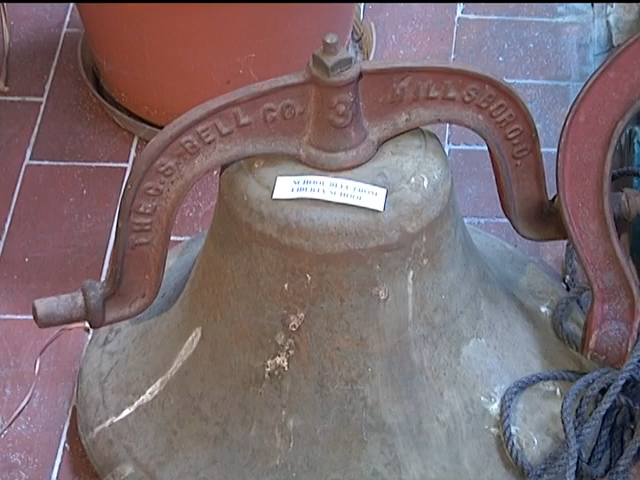 THE C.S. BELL CO. 3 HILLSBORO.O.
SCHOOL BELL FROM
LIBERTY SCHOOL